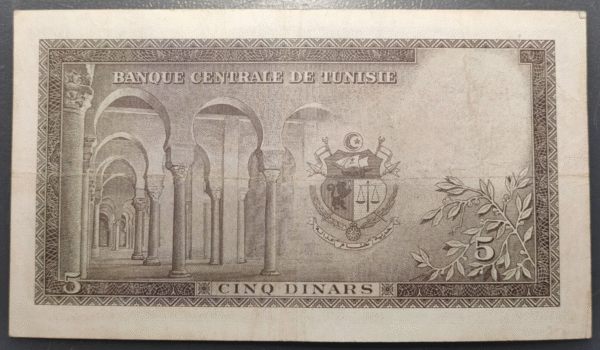 BANQUE CENTRALE DE TUNISIE
5
5
CINQ DINARS